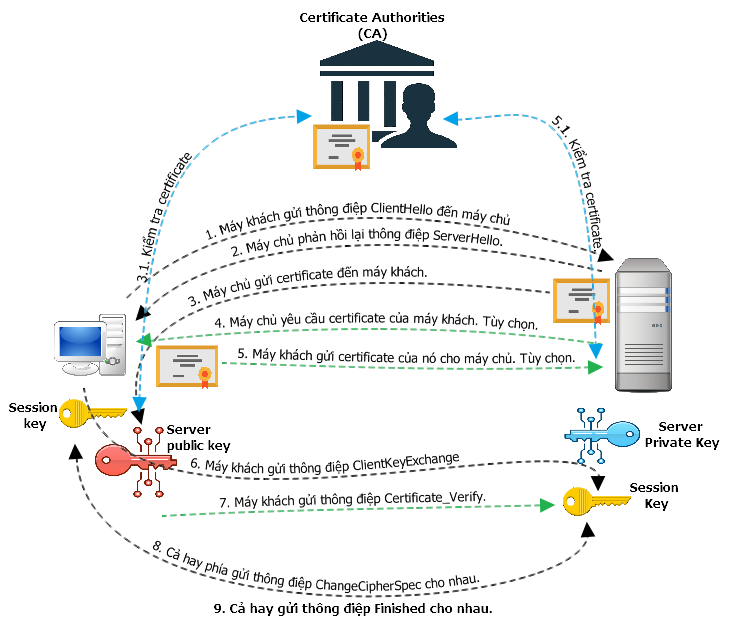 Certificate Authorities
(CA)
3.1. Kiểm tra certificate
5.1. Kiểm tra certificate
1. Máy khách gửi thông điệp ClientHello đến máy chủ
2. Máy chủ phản hồi lại thông điệp ServerHello.
3. Máy chủ gửi certificate đến máy khách.
4. Máy chủ yêu cầu certificate của máy khách. Tùy chọn.
5. Máy khách gửi certificate của nó cho máy chủ. Tùy chọn.
Session
key
Server
public key
Server
Private Key
6. Máy khách gửi thông điệp ClientKeyExchange
Session
Key
7. Máy khách gửi thông điệp Certificate_Verify.
8. Cả hay phía gửi thông điệp ChangeCipherSpec cho nhau.
9. Cả hay gửi thông điệp Finished cho nhau.